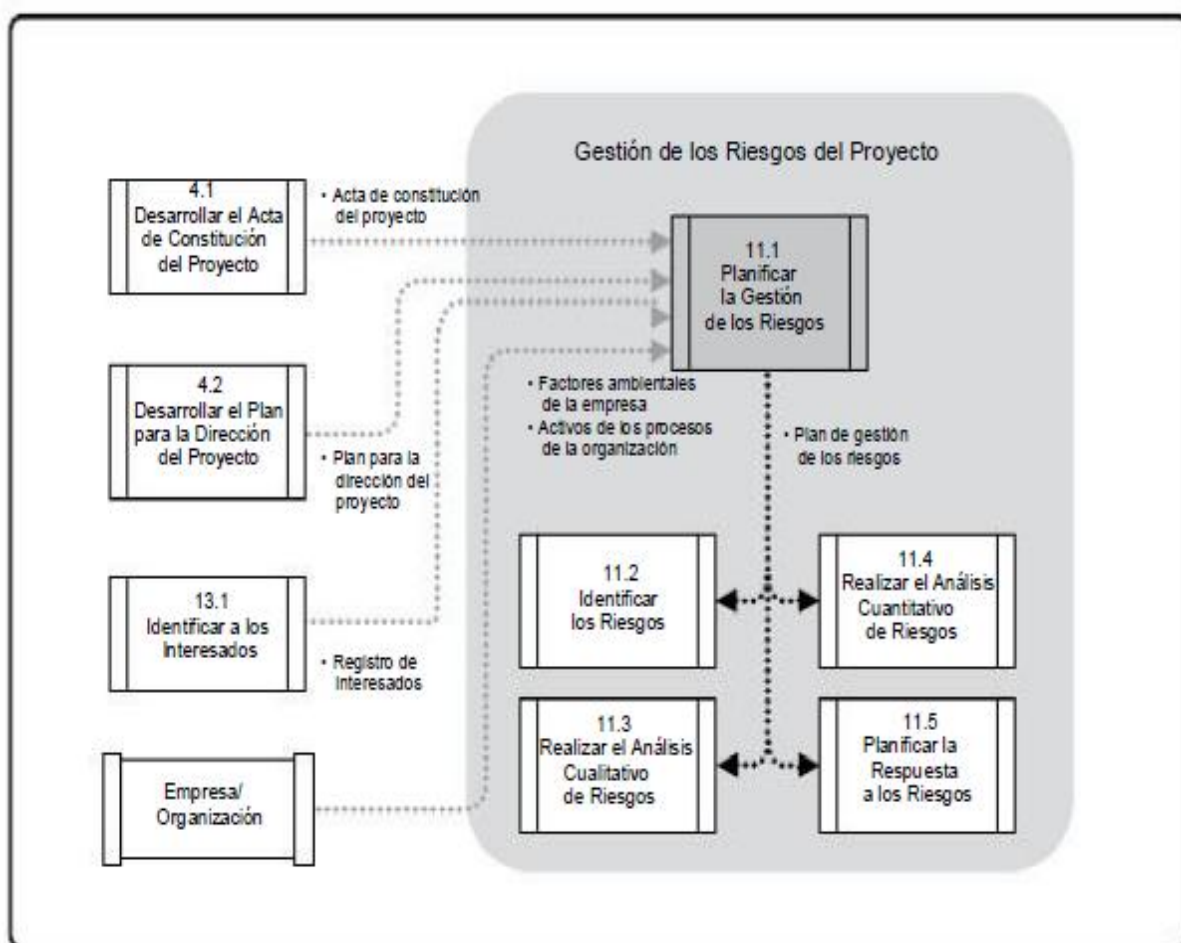 Gestión de los Riesgos del Proyecto
4.1
Desarrollar el Acta
de Constitución
del Proyecto
• Acta de constitución
del proyecto
11.1
Planificar
la Gestión
de los Riesgos
4.2
Desarrollar el Plan
para la Dirección
del Proyecto
• Plan para la
dirección del
proyecto
• Factores ambientales
de la empresa
• Activos de los procesos
de la organización
• Plan de gestión
de los riesgos
13.1
Identificar a los
Interesados
• Registro de
interesados
11.2
Identificar
los Riesgos
11.4
Realizar el Análisis
Cuantitativo
de Riesgos
11.3
Realizar el Análisis
Cualitativo
de Riesgos
11.5
Planificar la
Respuesta
a los Riesgos
Empresa/
Organización